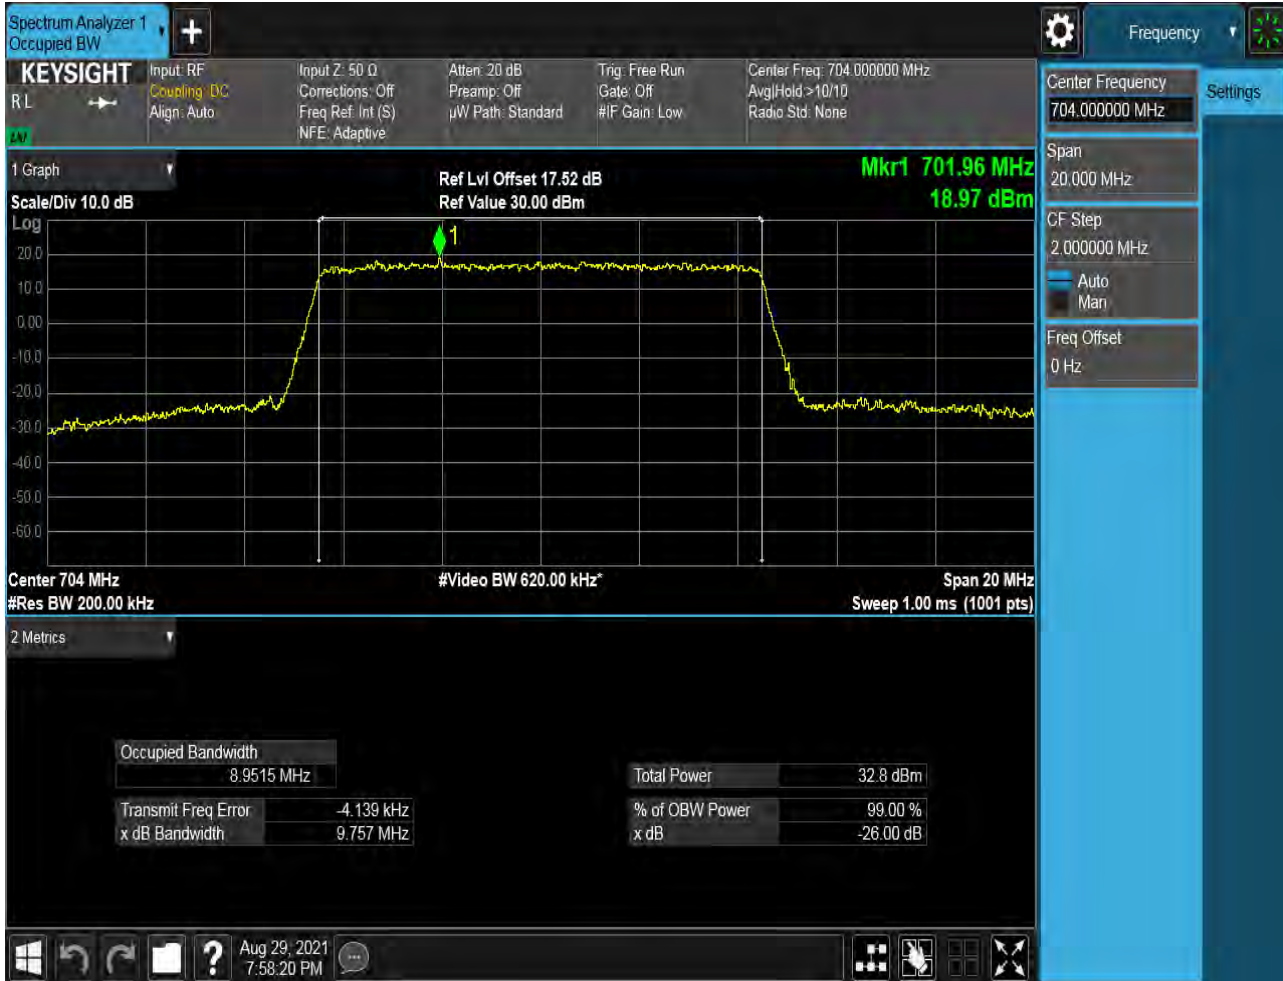 Spectrum Analyzer 1
Occupied BW
Frequency
KEYSIGHT
R L
LXI
Input: RF
Coupling: DC
Align: Auto
Input Z: 50 Ω
Corrections: Off
Freq Ref: Int (S)
NFE: Adaptive
Atten: 20 dB
Preamp: Off
µW Path: Standard
Trig: Free Run
Gate: Off
#IF Gain: Low
Center Freq: 704.000000 MHz
Avg|Hold:>10/10
Radio Std: None
Center Frequency
704.000000 MHz
Settings
Span
20.000 MHz
CF Step
2.000000 MHz
Auto
Man
Freq Offset
0 Hz
1 Graph
Scale/Div 10.0 dB
Ref Lvl Offset 17.52 dB
Ref Value 30.00 dBm
Mkr1 701.96 MHz
18.97 dBm
Log
1
20.0
10.0
0.00
-10.0
-20.0
-30.0
-40.0
-50.0
-60.0
Center 704 MHz
#Res BW 200.00 kHz
#Video BW 620.00 kHz*
Span 20 MHz
Sweep 1.00 ms (1001 pts)
2 Metrics
Occupied Bandwidth
8.9515 MHz
Transmit Freq Error -4.139 kHz
x dB Bandwidth 9.757 MHz
Total Power 32.8 dBm
% of OBW Power 99.00 %
x dB -26.00 dB
?
Aug 29, 2021
7:58:20 PM